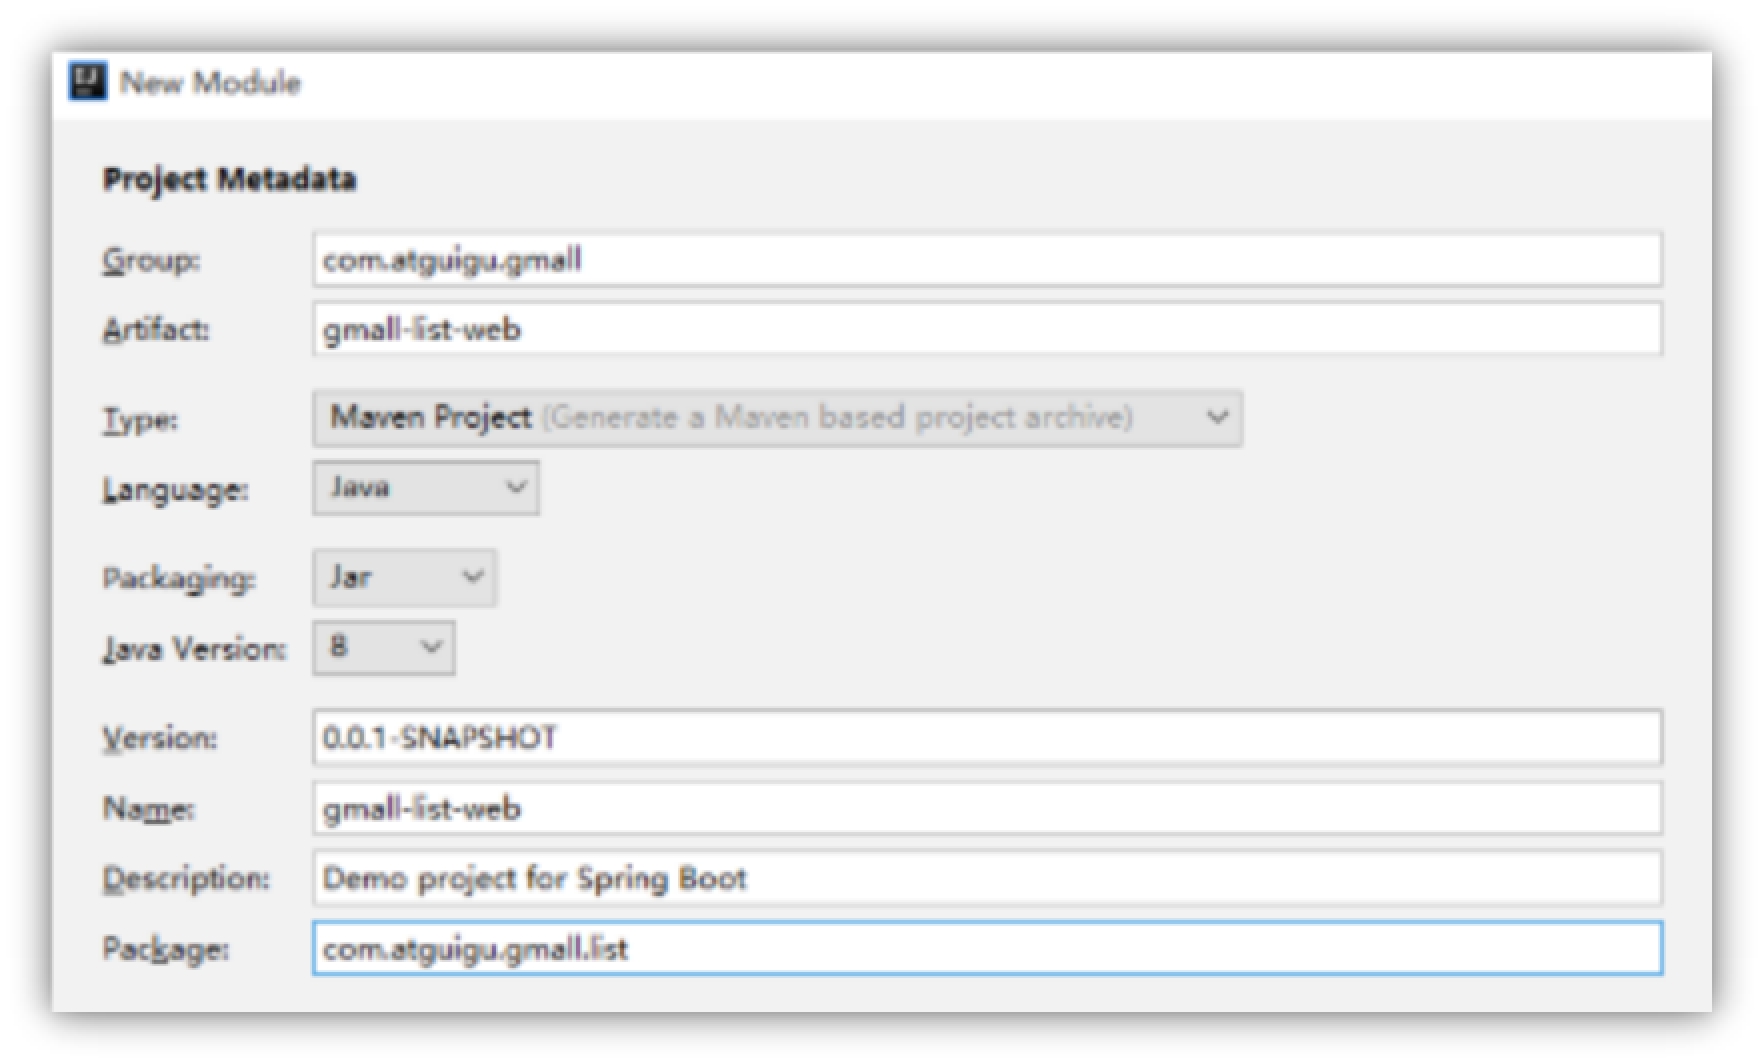 New Module
Project Metadata
Group: com.atguigu.gmall
Artifact: gmall-list-web
Type: Maven Project (Generate a Maven based project archive)
Language: Java
Packaging: Jar
Java Version: 8
Version: 0.0.1-SNAPSHOT
Name: gmall-list-web
Description: Demo project for Spring Boot
Package: com.atguigu.gmall.list